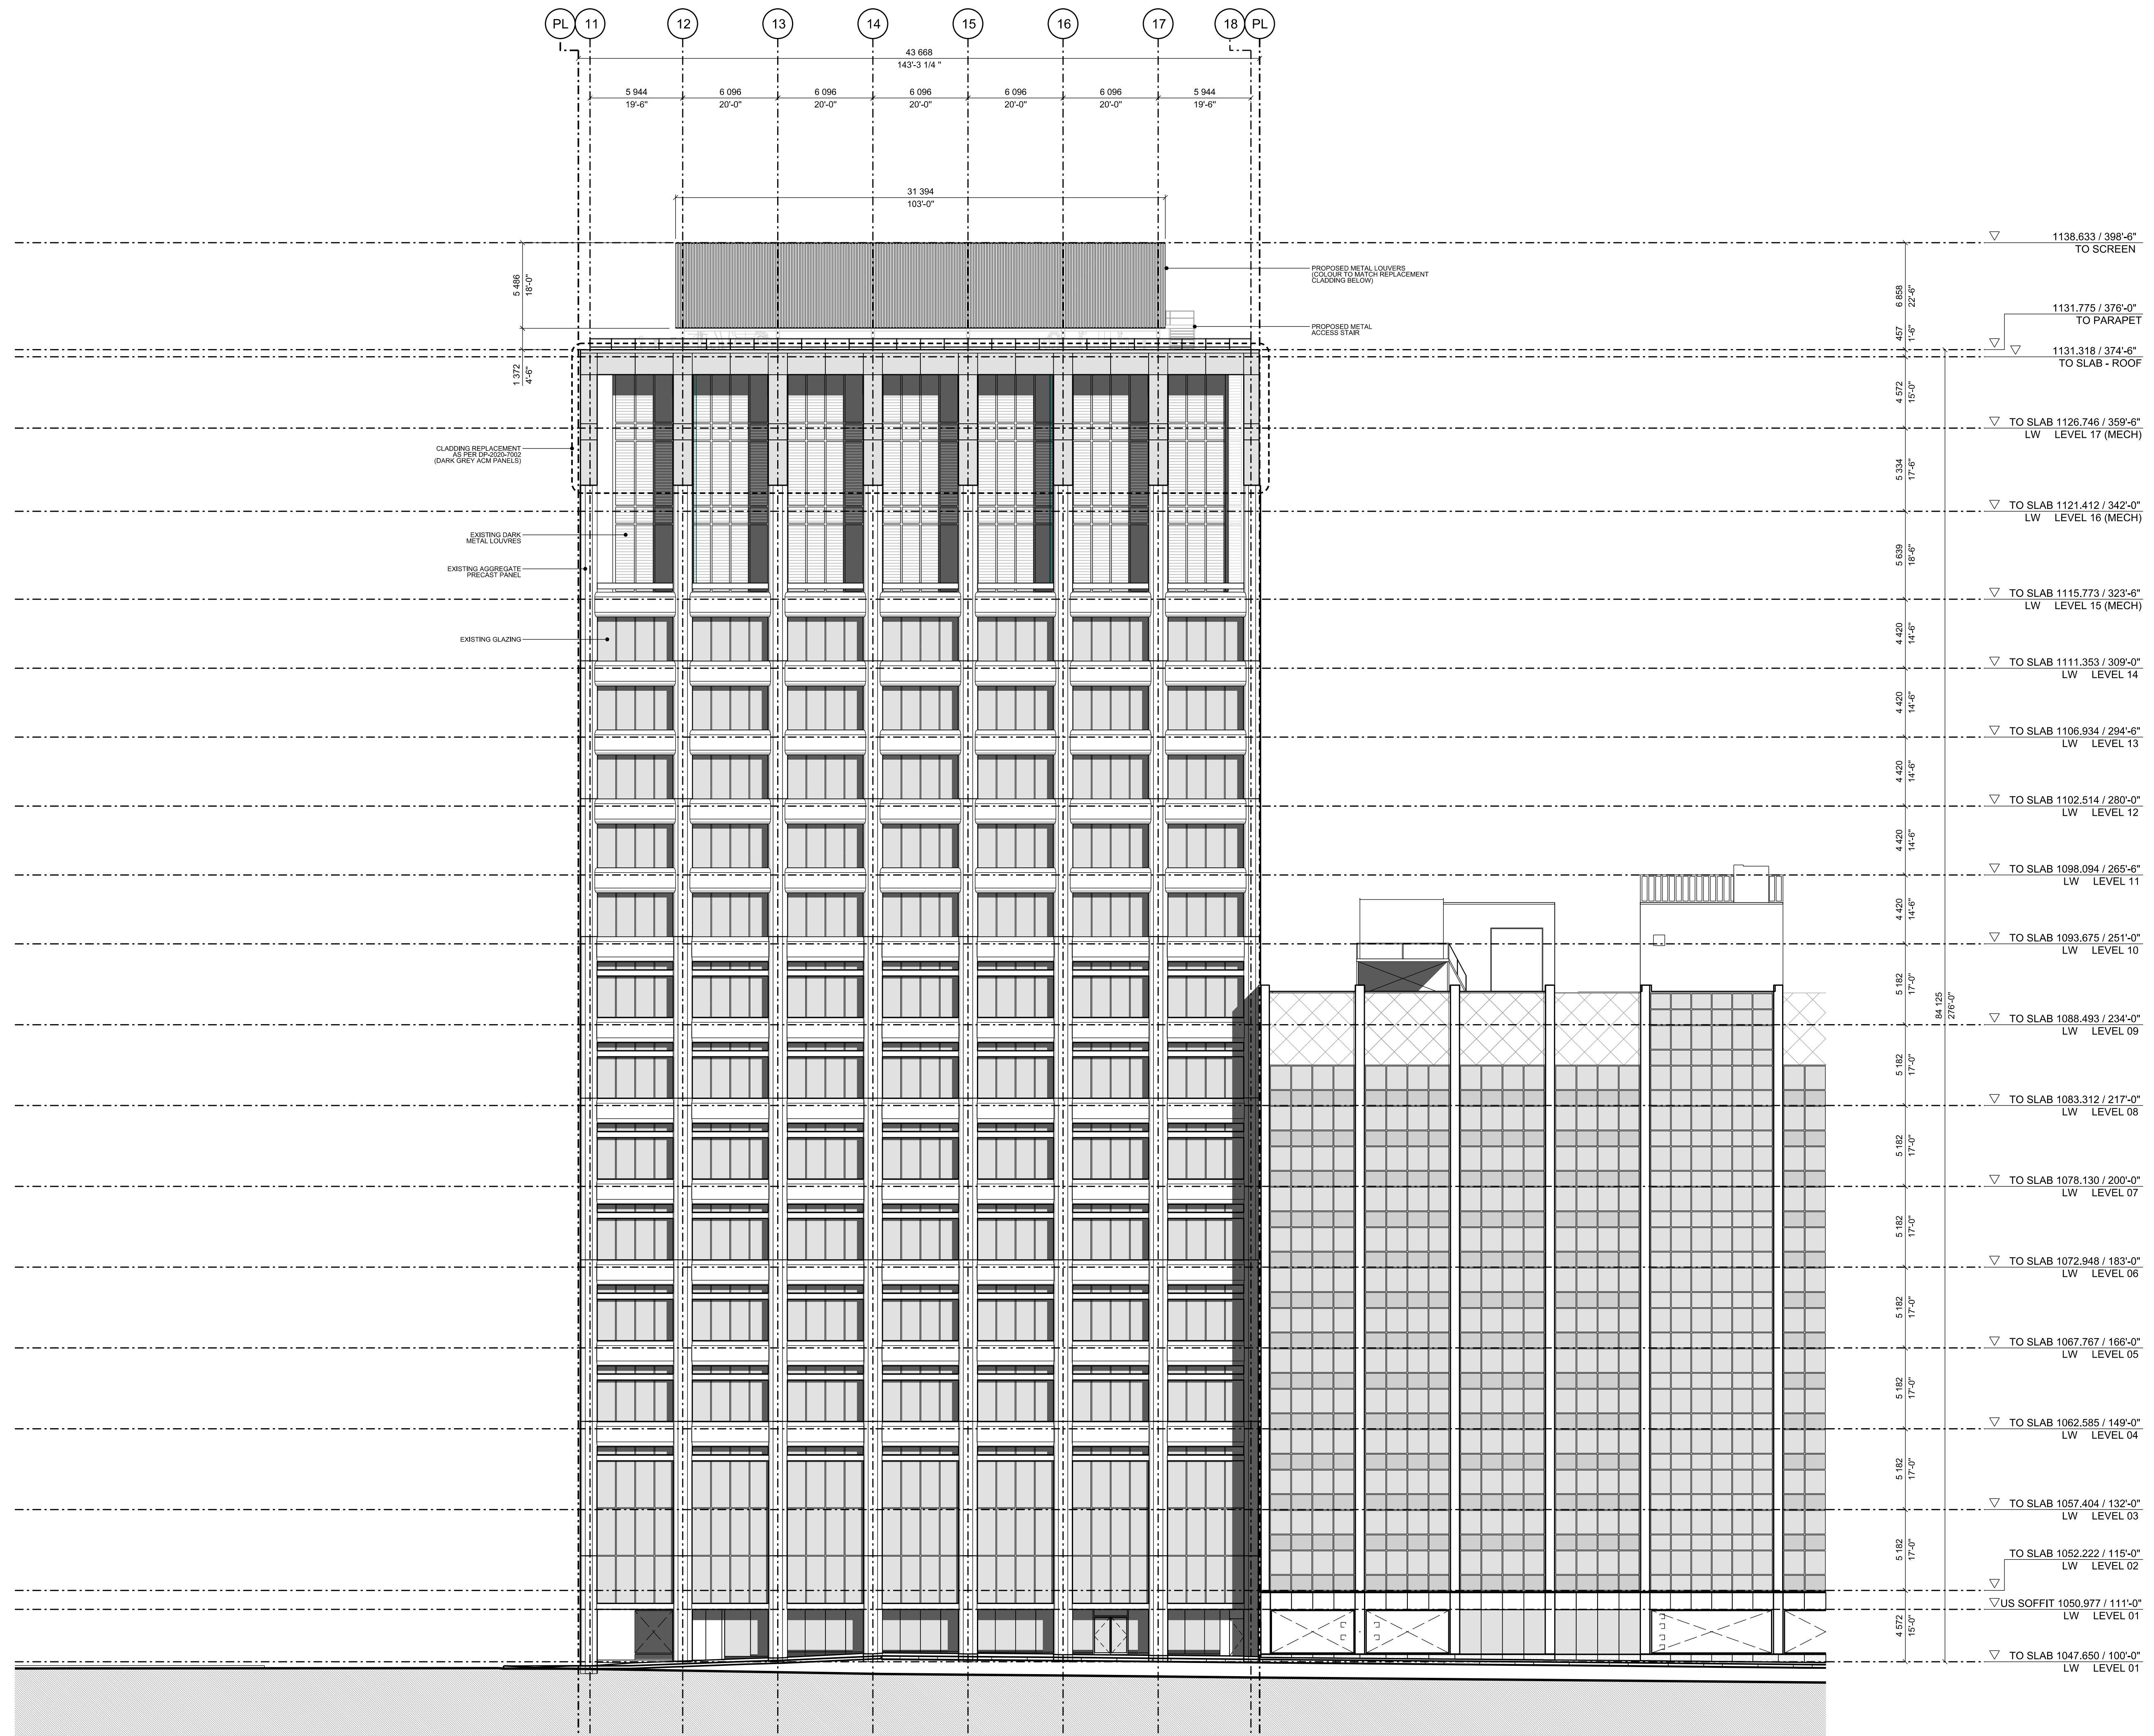 PL 11 12 13 14 15 16 17 18 PL
43 668
143'-3 1/4 "
5 944 6 096 6 096 6 096 6 096 6 096 5 944
19'-6" 20'-0" 20'-0" 20'-0" 20'-0" 20'-0" 19'-6"
31 394
103'-0"
5 486
18'-0"
1 372
4'-6"
PROPOSED METAL LOUVERS
(COLOUR TO MATCH REPLACEMENT
CLADDING BELOW)
PROPOSED METAL
ACCESS STAIR
CLADDING REPLACEMENT
AS PER DP-2020-7002
(DARK GREY ACM PANELS)
EXISTING DARK
METAL LOUVRES
EXISTING AGGREGATE
PRECAST PANEL
EXISTING GLAZING
6 858
22'-6"
457
1'-6"
4 572
15'-0"
5 334
17'-6"
5 639
18'-6"
4 420
14'-6"
4 420
14'-6"
4 420
14'-6"
4 420
14'-6"
4 420
14'-6"
5 182
17'-0"
5 182
17'-0"
5 182
17'-0"
5 182
17'-0"
5 182
17'-0"
5 182
17'-0"
5 182
17'-0"
5 182
17'-0"
4 572
15'-0"
84 125
276'-0"
1138.633 / 398'-6"
TO SCREEN
1131.775 / 376'-0"
TO PARAPET
1131.318 / 374'-6"
TO SLAB - ROOF
TO SLAB 1126.746 / 359'-6"
LW LEVEL 17 (MECH)
TO SLAB 1121.412 / 342'-0"
LW LEVEL 16 (MECH)
TO SLAB 1115.773 / 323'-6"
LW LEVEL 15 (MECH)
TO SLAB 1111.353 / 309'-0"
LW LEVEL 14
TO SLAB 1106.934 / 294'-6"
LW LEVEL 13
TO SLAB 1102.514 / 280'-0"
LW LEVEL 12
TO SLAB 1098.094 / 265'-6"
LW LEVEL 11
TO SLAB 1093.675 / 251'-0"
LW LEVEL 10
TO SLAB 1088.493 / 234'-0"
LW LEVEL 09
TO SLAB 1083.312 / 217'-0"
LW LEVEL 08
TO SLAB 1078.130 / 200'-0"
LW LEVEL 07
TO SLAB 1072.948 / 183'-0"
LW LEVEL 06
TO SLAB 1067.767 / 166'-0"
LW LEVEL 05
TO SLAB 1062.585 / 149'-0"
LW LEVEL 04
TO SLAB 1057.404 / 132'-0"
LW LEVEL 03
TO SLAB 1052.222 / 115'-0"
LW LEVEL 02
US SOFFIT 1050.977 / 111'-0"
LW LEVEL 01
TO SLAB 1047.650 / 100'-0"
LW LEVEL 01